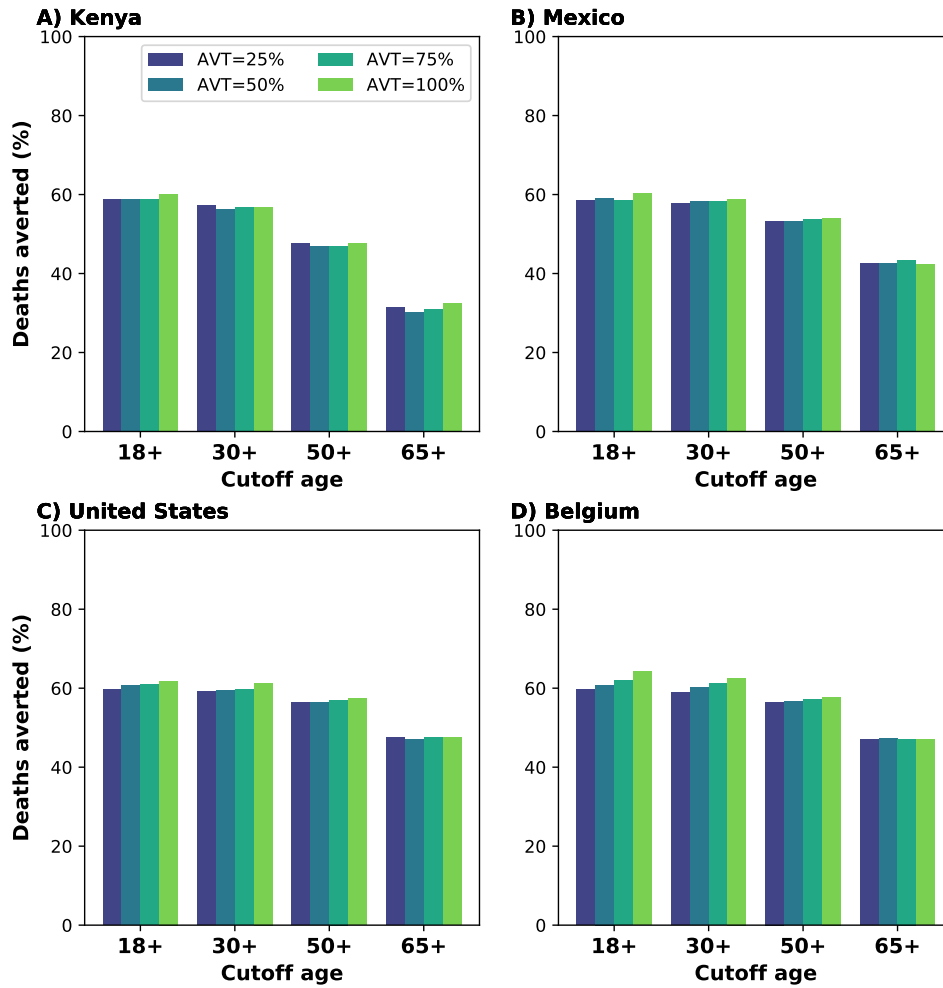 A) Kenya
B) Mexico
Deaths averted (%)
100
80
60
40
20
0
AVT=25%
AVT=50%
AVT=75%
AVT=100%
18+ 30+ 50+ 65+
Cutoff age
100
80
60
40
20
0
18+ 30+ 50+ 65+
Cutoff age
C) United States
D) Belgium
Deaths averted (%)
100
80
60
40
20
0
18+ 30+ 50+ 65+
Cutoff age
100
80
60
40
20
0
18+ 30+ 50+ 65+
Cutoff age